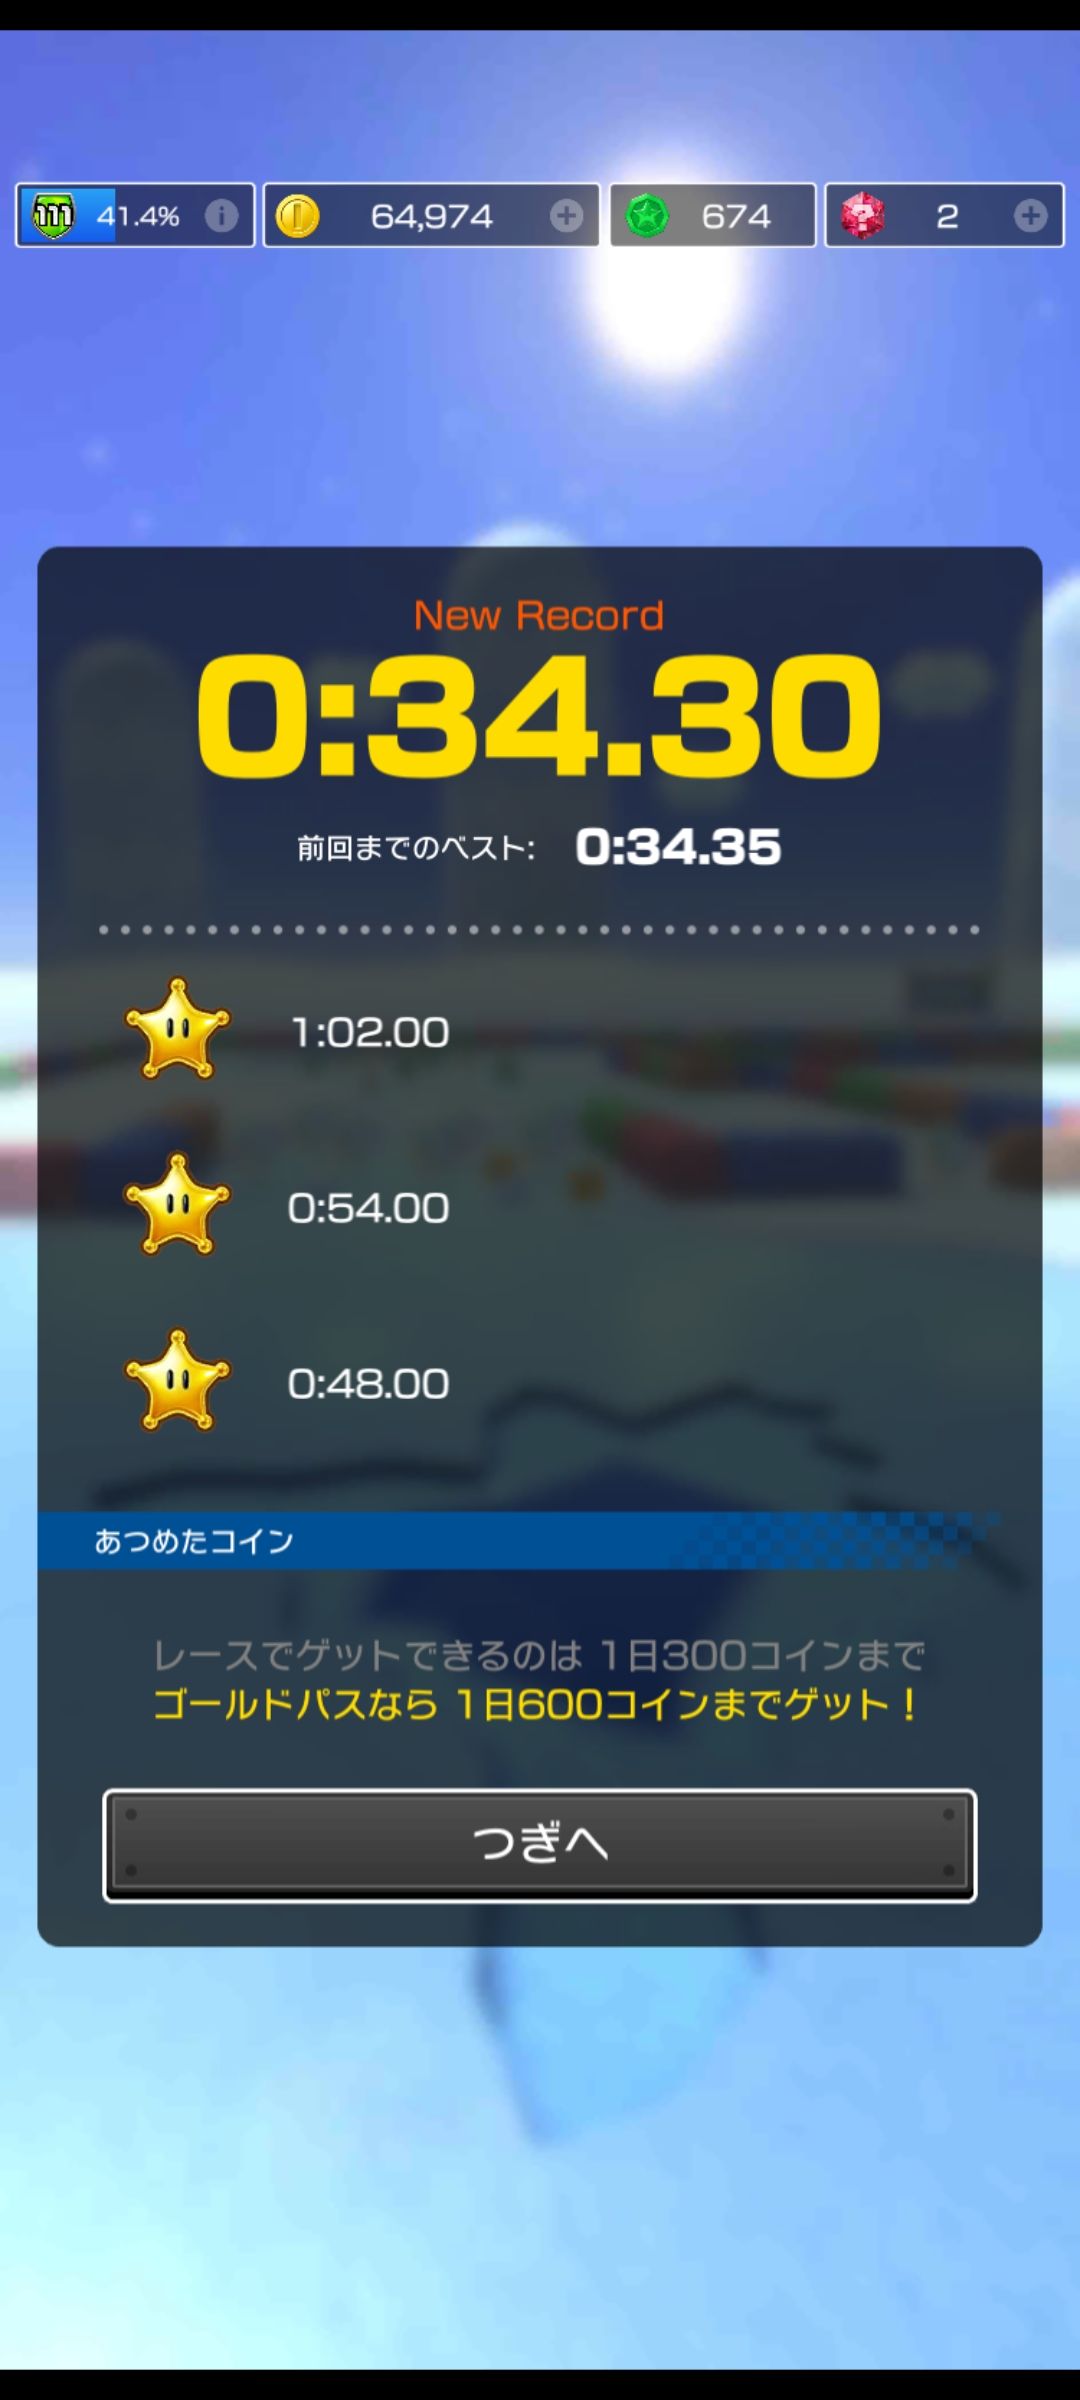 111 41.4% i 64,974 + 674 ? 2 +
New Record
0:34.30
前回までのベスト: 0:34.35
1:02.00
0:54.00
0:48.00
あつめたコイン
レースでゲットできるのは 1日300コインまで
ゴールドパスなら 1日600コインまでゲット！
つぎへ